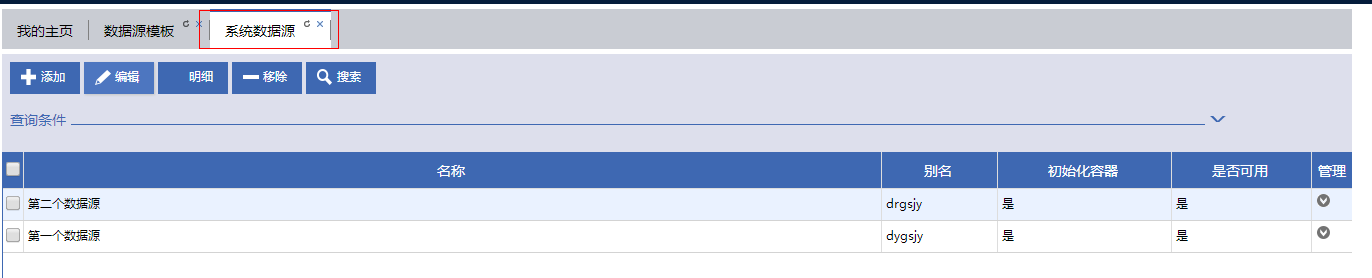 我的主页 数据源模板 系统数据源
添加 编辑 明细 移除 搜索
查询条件
名称 别名 初始化容器 是否可用 管理
第二个数据源 drgsjy 是 是
第一个数据源 dygsjy 是 是